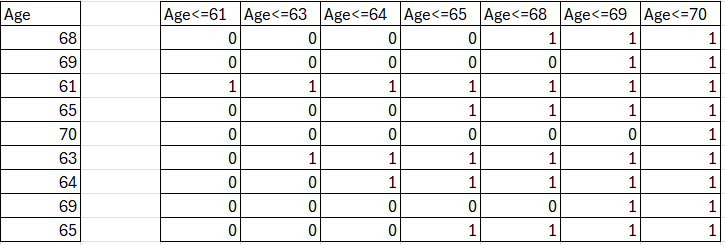 Age Age<=61 Age<=63 Age<=64 Age<=65 Age<=68 Age<=69 Age<=70
68 0 0 0 0 1 1 1
69 0 0 0 0 0 1 1
61 1 1 1 1 1 1 1
65 0 0 0 1 1 1 1
70 0 0 0 0 0 0 1
63 0 1 1 1 1 1 1
64 0 0 1 1 1 1 1
69 0 0 0 0 0 1 1
65 0 0 0 1 1 1 1